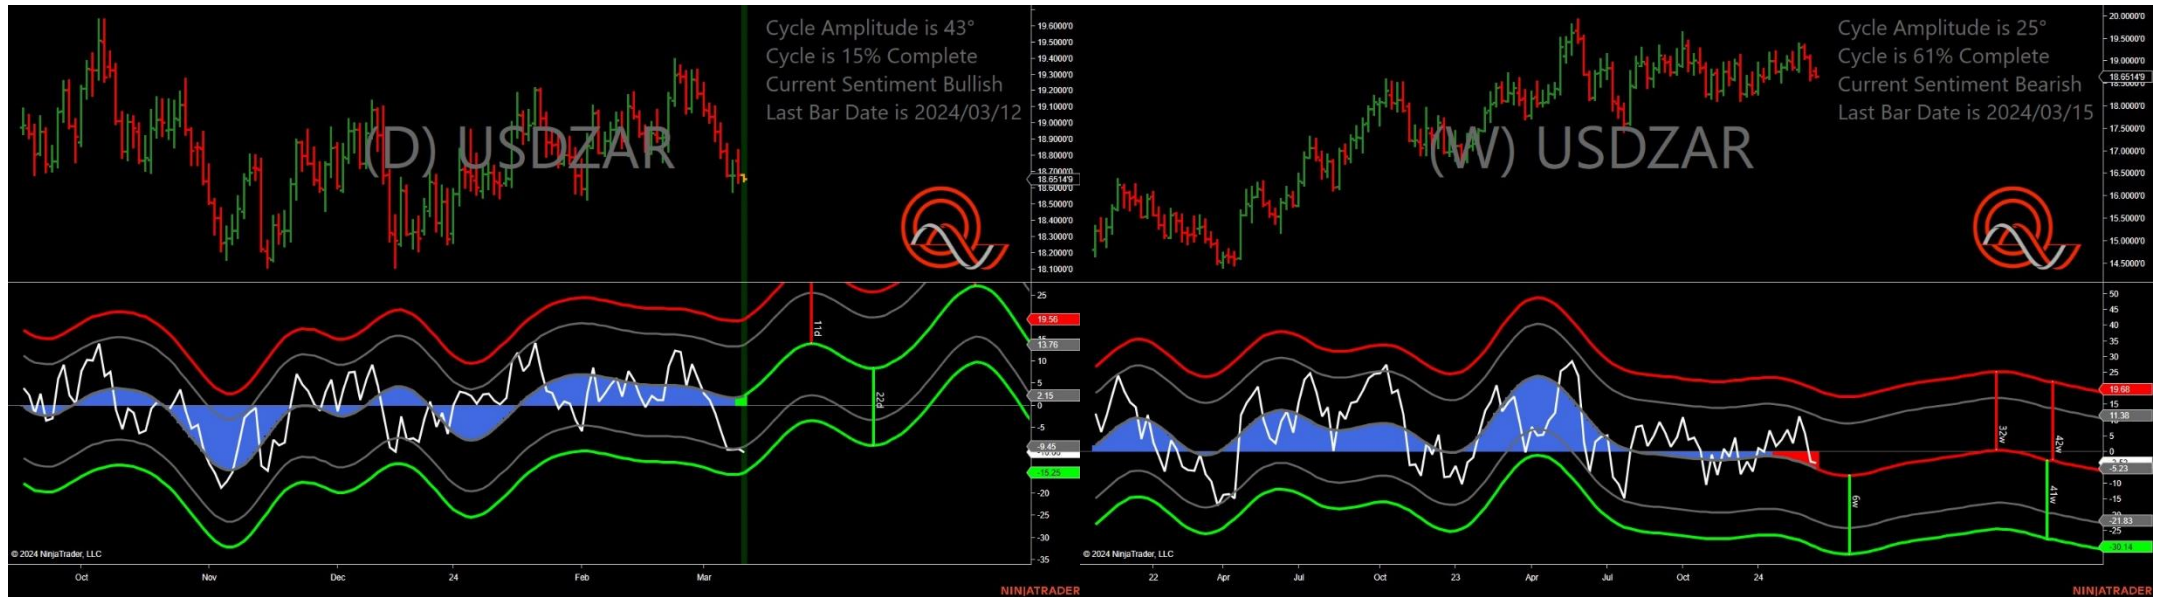 Cycle Amplitude is 43°
Cycle is 15% Complete
Current Sentiment Bullish
Last Bar Date is 2024/03/12
(D) USDZAR
19.6000'0
19.5000'0
19.4000'0
19.3000'0
19.2000'0
19.1000'0
19.0000'0
18.9000'0
18.8000'0
18.7000'0
18.6514'9
18.6000'0
18.5000'0
18.4000'0
18.3000'0
18.2000'0
18.1000'0
25
19.56
13.76
10
5
2.15
0
-5
-9.45
-15.25
-20
-25
-30
-35
11d
22d
© 2024 NinjaTrader, LLC
Oct Nov Dec 24 Feb Mar
NINJATRADER
Cycle Amplitude is 25°
Cycle is 61% Complete
Current Sentiment Bearish
Last Bar Date is 2024/03/15
(W) USDZAR
20.0000'0
19.5000'0
19.0000'0
18.6514'9
18.0000'0
17.5000'0
17.0000'0
16.5000'0
16.0000'0
15.5000'0
15.0000'0
14.5000'0
50
45
40
35
30
25
19.68
15
11.38
5
0
-5.23
-10
-15
-21.83
-25
-30.14
32w
42w
6w
41w
© 2024 NinjaTrader, LLC
22 Apr Jul Oct 23 Apr Jul Oct 24
NINJATRADER